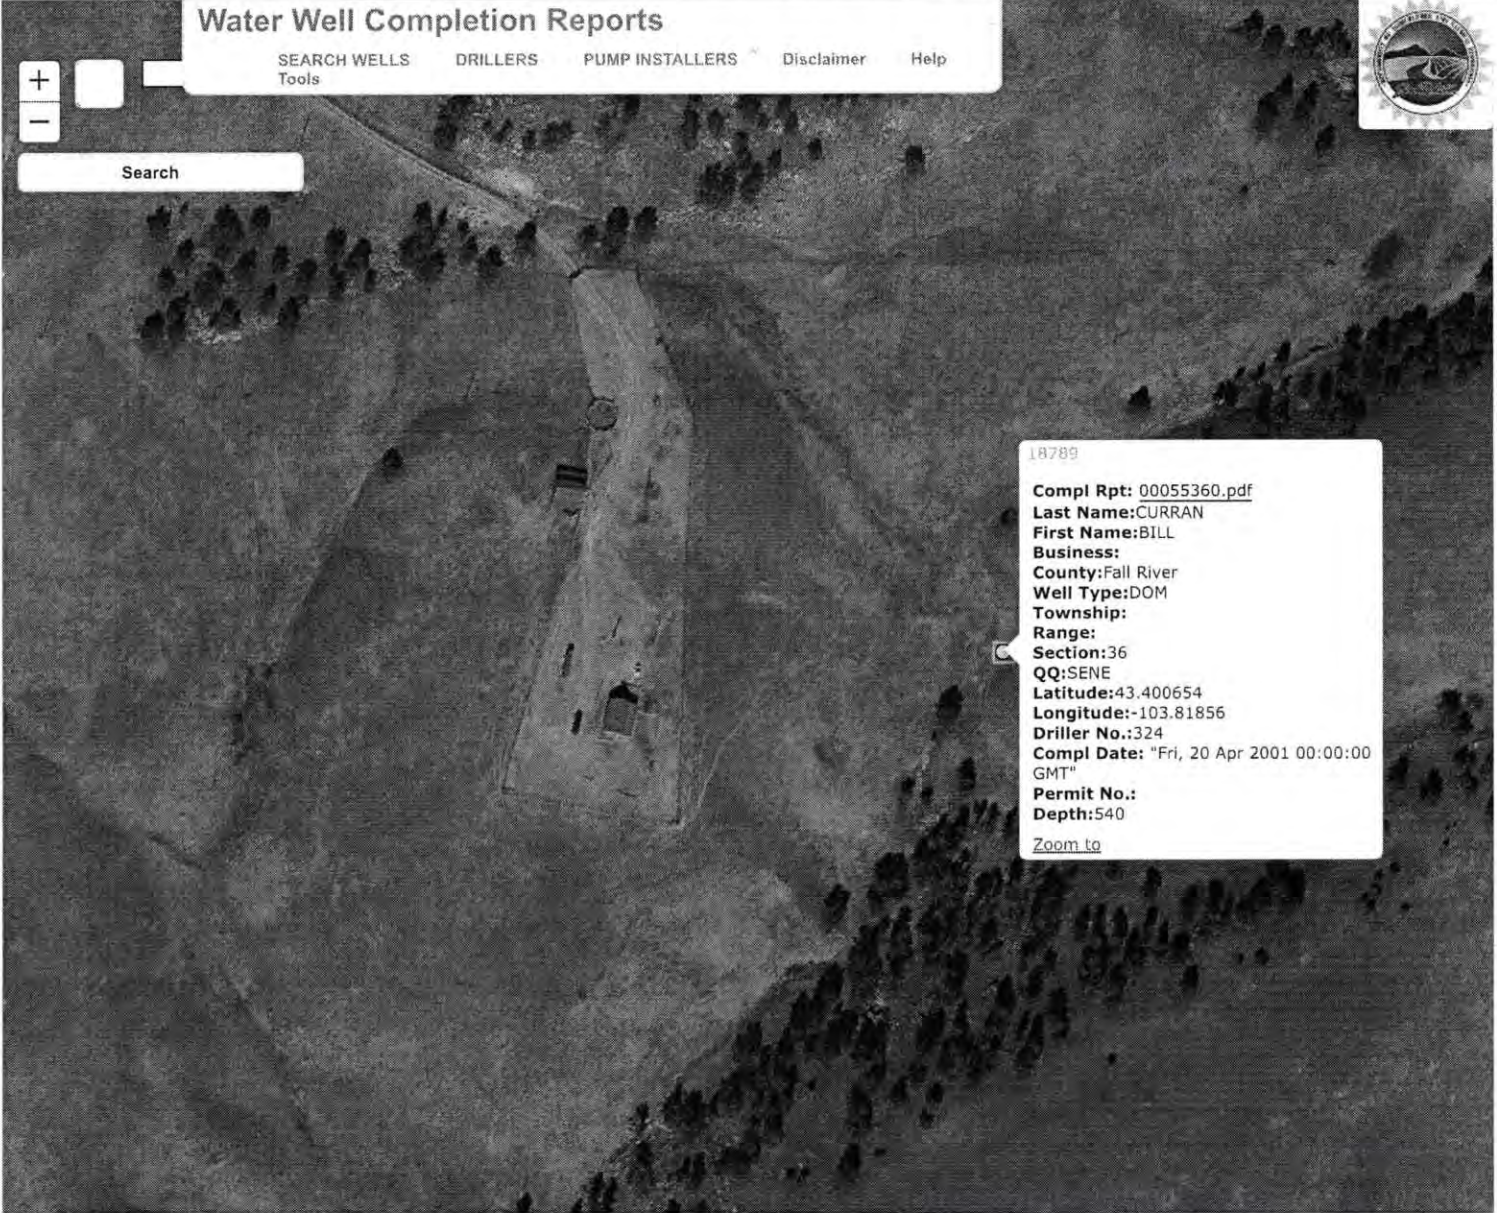 Water Well Completion Reports
SEARCH WELLS DRILLERS PUMP INSTALLERS Disclaimer Help
Tools
+
−
Search
18789
Compl Rpt: 00055360.pdf
Last Name:CURRAN
First Name:BILL
Business:
County:Fall River
Well Type:DOM
Township:
Range:
Section:36
QQ:SENE
Latitude:43.400654
Longitude:-103.81856
Driller No.:324
Compl Date: "Fri, 20 Apr 2001 00:00:00
GMT"
Permit No.:
Depth:540
Zoom to